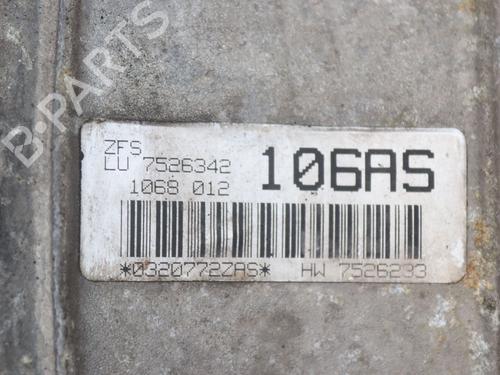 B-PARTS
ZFS
LU 7526342
106AS
1068 012
*0320772ZAS* HW 7526233